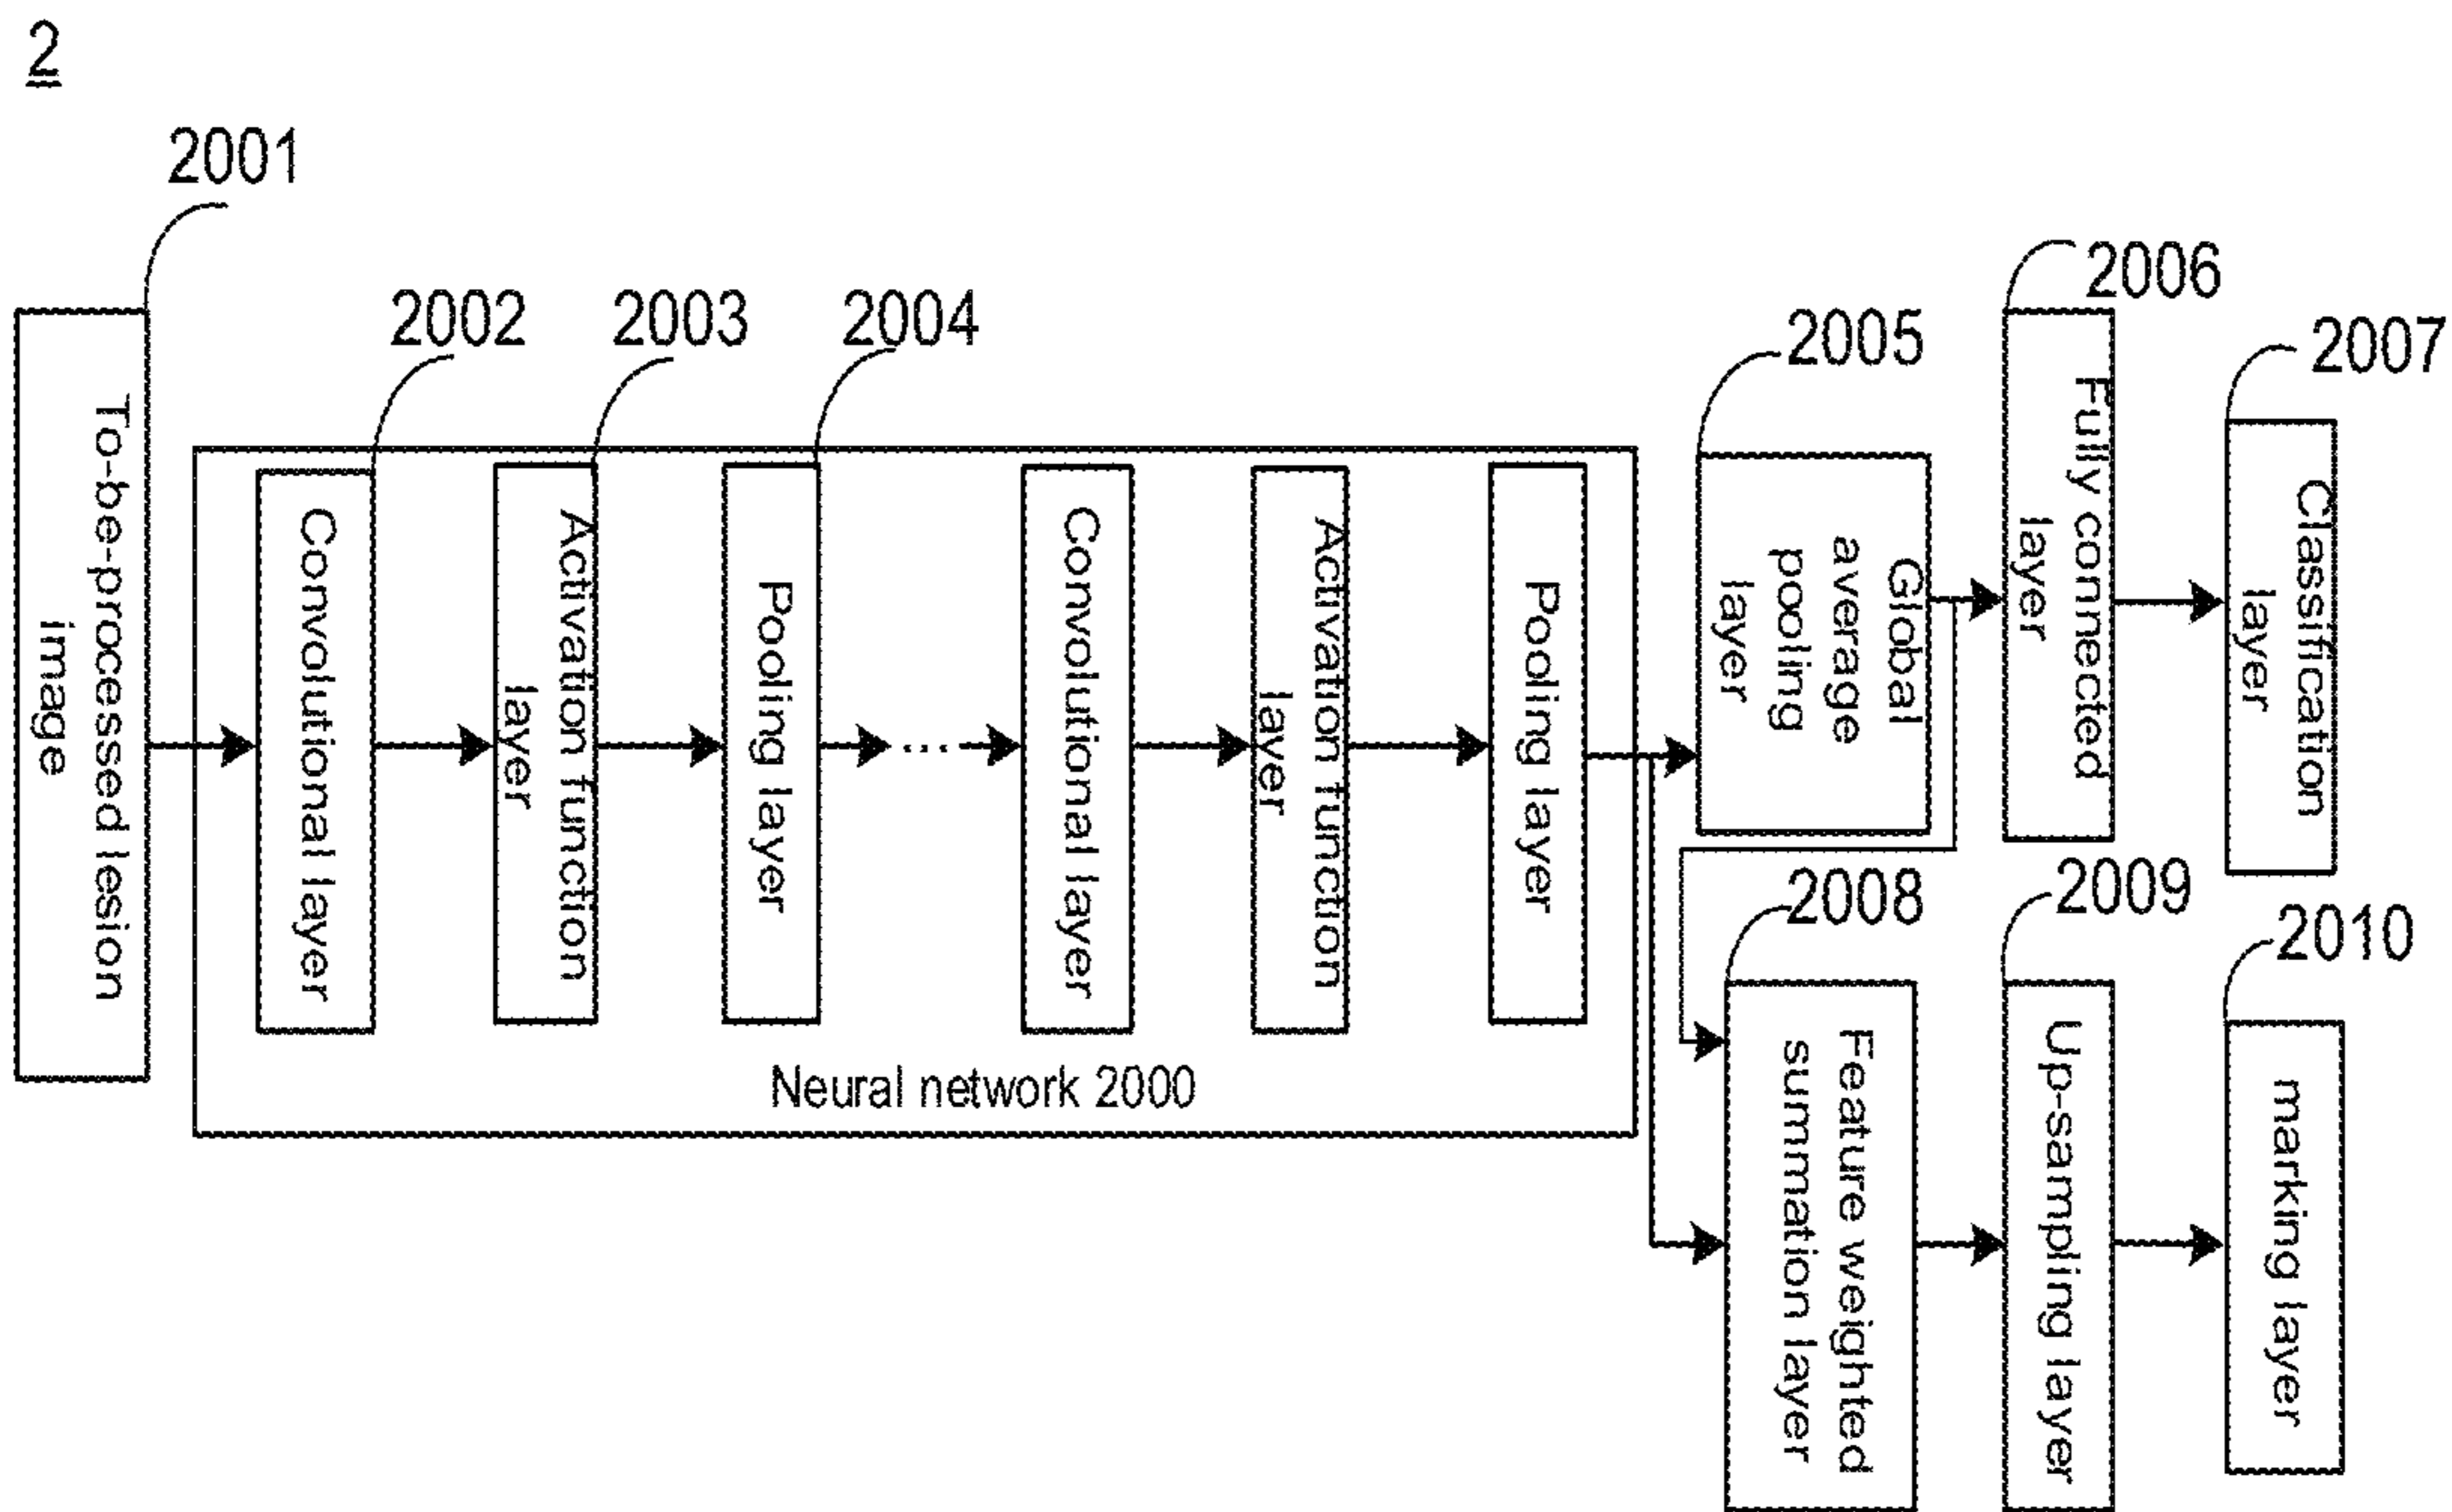 2
2001
To-be-processed lesion
image
2002
Convolutional layer
2003
Activation function
layer
2004
Pooling layer
...
Convolutional layer
Activation function
layer
Pooling layer
Neural network 2000
2005
Global
average
pooling
layer
2006
Fully connected
layer
2007
Classification
layer
2008
Feature weighted
summation layer
2009
Up-sampling layer
2010
marking layer